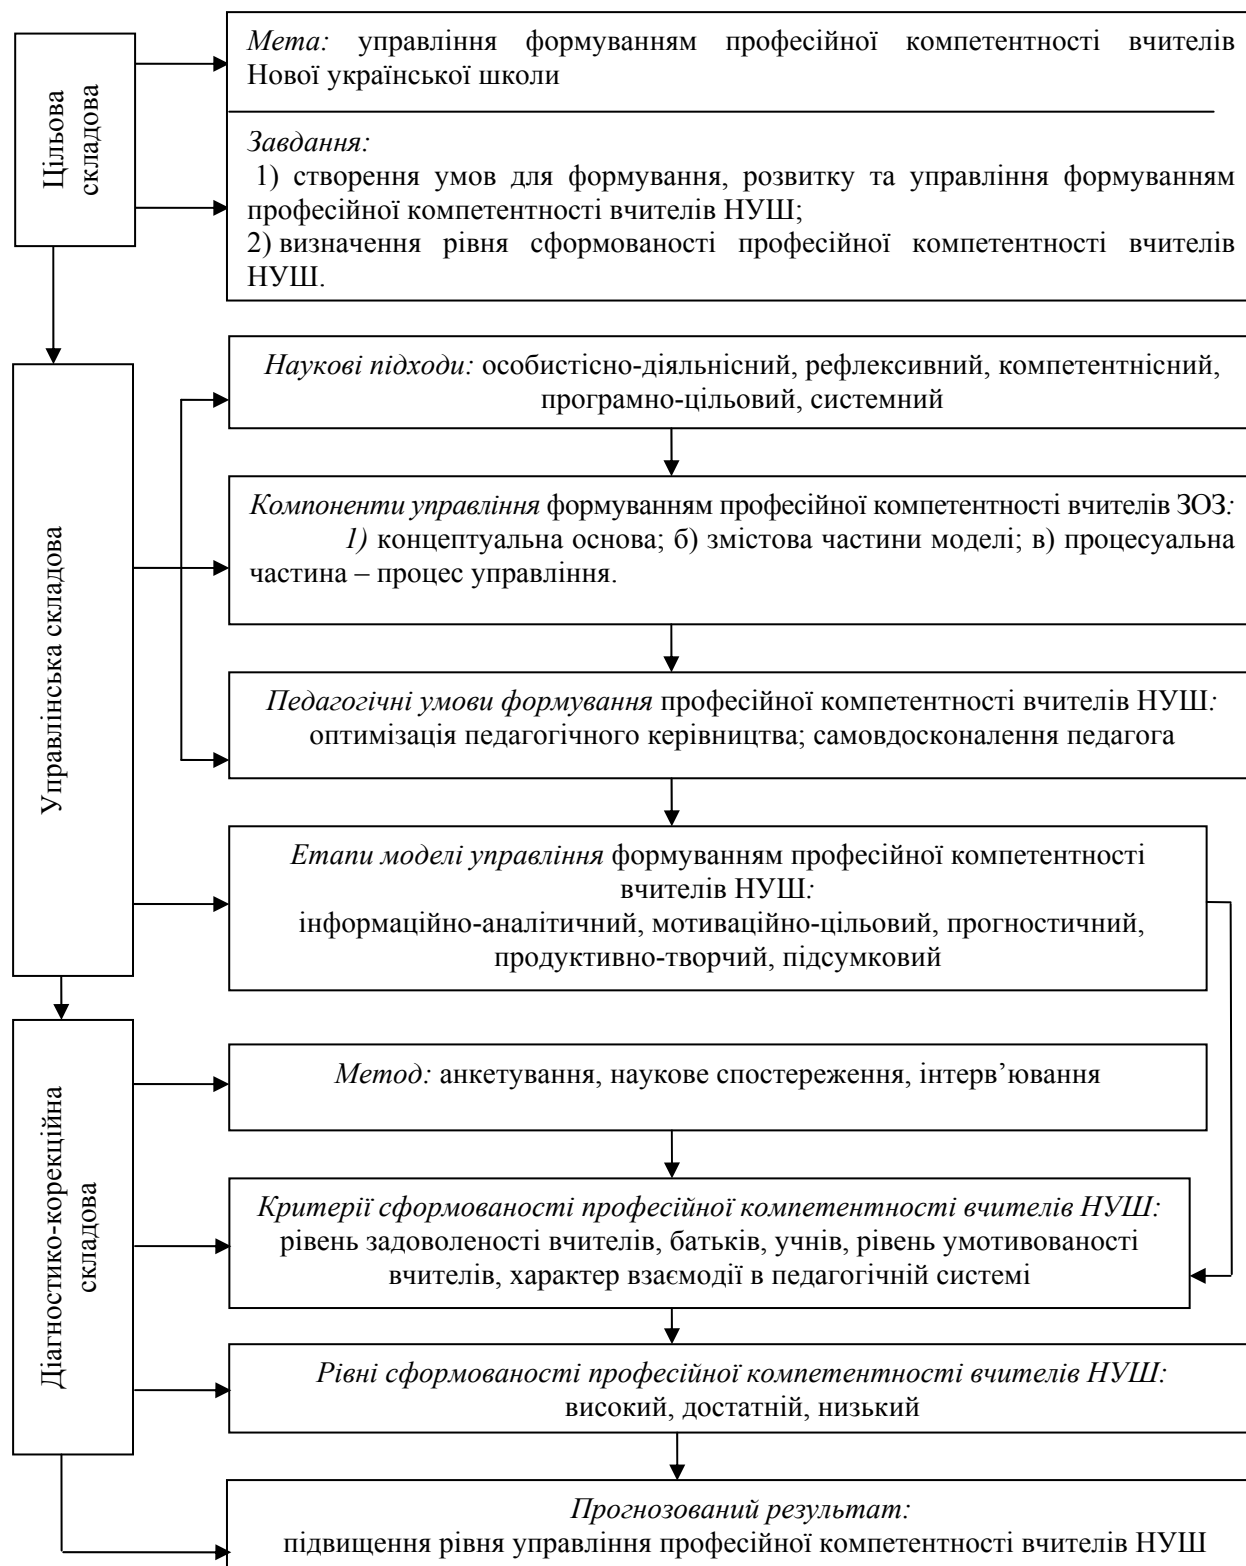 Цільова
складова
Мета: управління формуванням професійної компетентності вчителів
Нової української школи
Завдання:
1) створення умов для формування, розвитку та управління формуванням
професійної компетентності вчителів НУШ;
2) визначення рівня сформованості професійної компетентності вчителів
НУШ.
Управлінська складова
Наукові підходи: особистісно-діяльнісний, рефлексивний, компетентнісний,
програмно-цільовий, системний
Компоненти управління формуванням професійної компетентності вчителів ЗОЗ:
1) концептуальна основа; б) змістова частини моделі; в) процесуальна
частина – процес управління.
Педагогічні умови формування професійної компетентності вчителів НУШ:
оптимізація педагогічного керівництва; самовдосконалення педагога
Етапи моделі управління формуванням професійної компетентності
вчителів НУШ:
інформаційно-аналітичний, мотиваційно-цільовий, прогностичний,
продуктивно-творчий, підсумковий
Діагностико-корекційна
складова
Метод: анкетування, наукове спостереження, інтерв’ювання
Критерії сформованості професійної компетентності вчителів НУШ:
рівень задоволеності вчителів, батьків, учнів, рівень умотивованості
вчителів, характер взаємодії в педагогічній системі
Рівні сформованості професійної компетентності вчителів НУШ:
високий, достатній, низький
Прогнозований результат:
підвищення рівня управління професійної компетентності вчителів НУШ